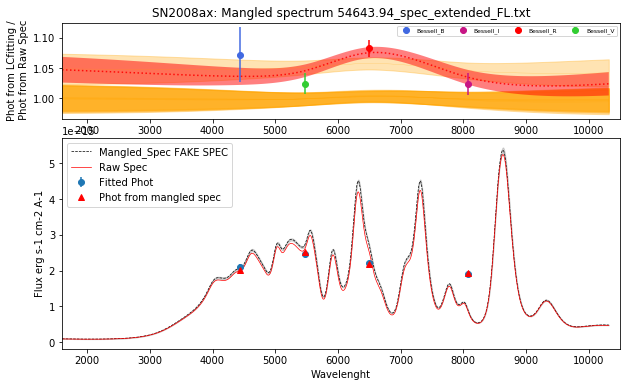 SN2008ax: Mangled spectrum 54643.94_spec_extended_FL.txt
Phot from LCfitting /
Phot from Raw Spec
1.10
1.05
1.00
Bessell_B
Bessell_I
Bessell_R
Bessell_V
2000 3000 4000 5000 6000 7000 8000 9000 10000
Flux erg s-1 cm-2 A-1
5
4
3
2
1
0
Mangled_Spec FAKE SPEC
Raw Spec
Fitted Phot
Phot from mangled spec
2000 3000 4000 5000 6000 7000 8000 9000 10000
Wavelenght